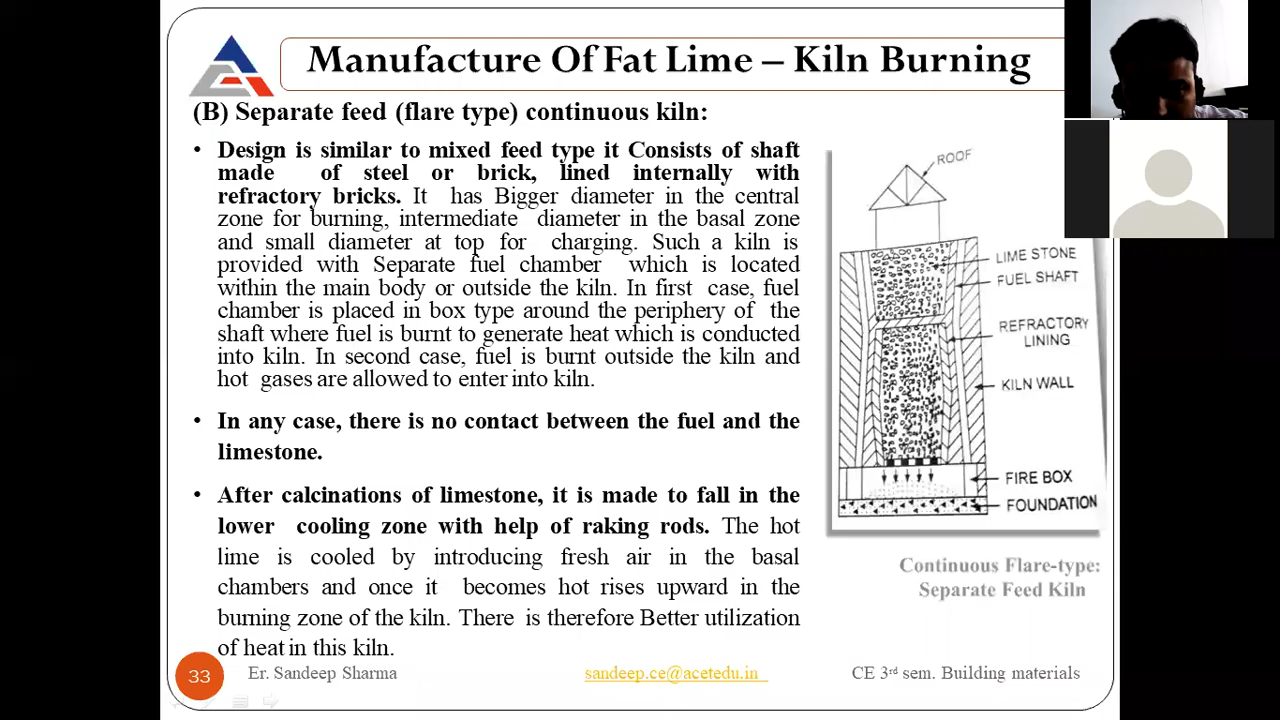 Manufacture Of Fat Lime – Kiln Burning
(B) Separate feed (flare type) continuous kiln:
• Design is similar to mixed feed type it Consists of shaft
made of steel or brick, lined internally with
refractory bricks. It has Bigger diameter in the central
zone for burning, intermediate diameter in the basal zone
and small diameter at top for charging. Such a kiln is
provided with Separate fuel chamber which is located
within the main body or outside the kiln. In first case, fuel
chamber is placed in box type around the periphery of the
shaft where fuel is burnt to generate heat which is conducted
into kiln. In second case, fuel is burnt outside the kiln and
hot gases are allowed to enter into kiln.
• In any case, there is no contact between the fuel and the
limestone.
• After calcinations of limestone, it is made to fall in the
lower cooling zone with help of raking rods. The hot
lime is cooled by introducing fresh air in the basal
chambers and once it becomes hot rises upward in the
burning zone of the kiln. There is therefore Better utilization
of heat in this kiln.
ROOF
LIME STONE
FUEL SHAFT
REFRACTORY
LINING
KILN WALL
FIRE BOX
FOUNDATION
Continuous Flare-type:
Separate Feed Kiln
33
Er. Sandeep Sharma
sandeep.ce@acetedu.in
CE 3rd sem. Building materials